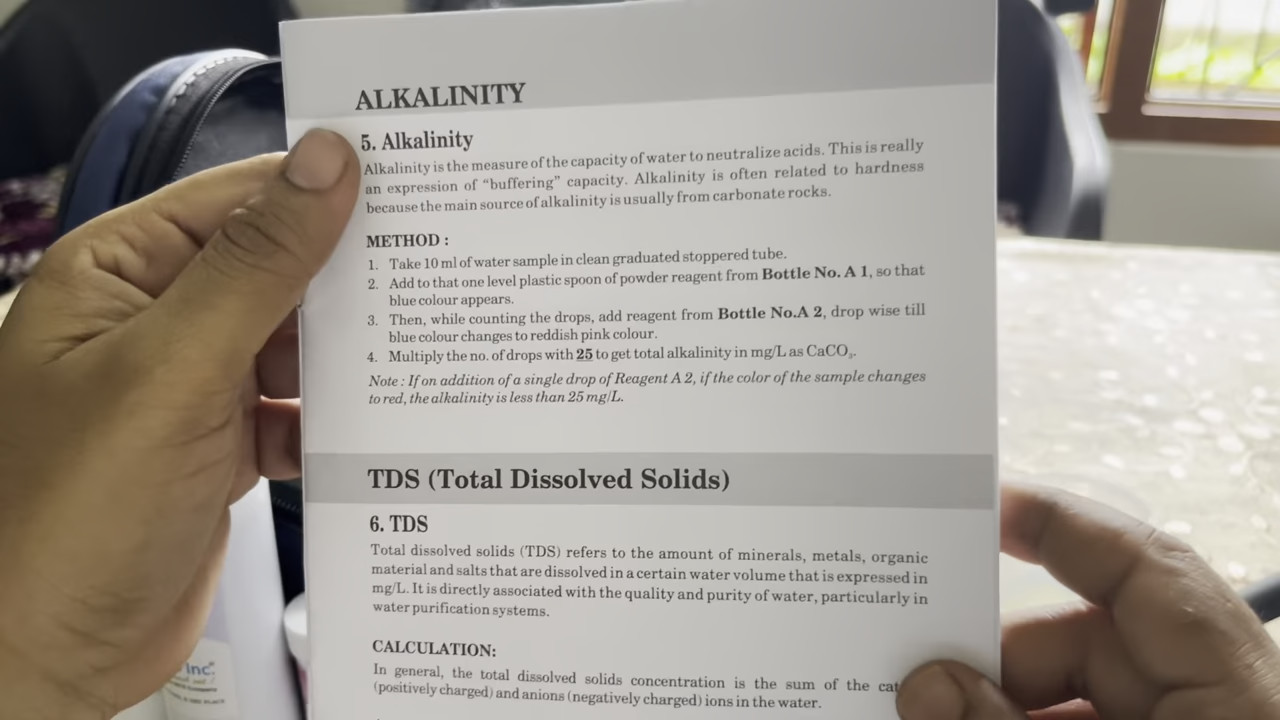 ALKALINITY
5. Alkalinity
Alkalinity is the measure of the capacity of water to neutralize acids. This is really
an expression of “buffering” capacity. Alkalinity is often related to hardness
because the main source of alkalinity is usually from carbonate rocks.
METHOD :
1. Take 10 ml of water sample in clean graduated stoppered tube.
2. Add to that one level plastic spoon of powder reagent from Bottle No. A 1, so that
blue colour appears.
3. Then, while counting the drops, add reagent from Bottle No.A 2, drop wise till
blue colour changes to reddish pink colour.
4. Multiply the no. of drops with 25 to get total alkalinity in mg/L as CaCO₃.
Note : If on addition of a single drop of Reagent A 2, if the color of the sample changes
to red, the alkalinity is less than 25 mg/L.
TDS (Total Dissolved Solids)
6. TDS
Total dissolved solids (TDS) refers to the amount of minerals, metals, organic
material and salts that are dissolved in a certain water volume that is expressed in
mg/L. It is directly associated with the quality and purity of water, particularly in
water purification systems.
CALCULATION:
In general, the total dissolved solids concentration is the sum of the
(positively charged) and anions (negatively charged) ions in the water.
Inc.